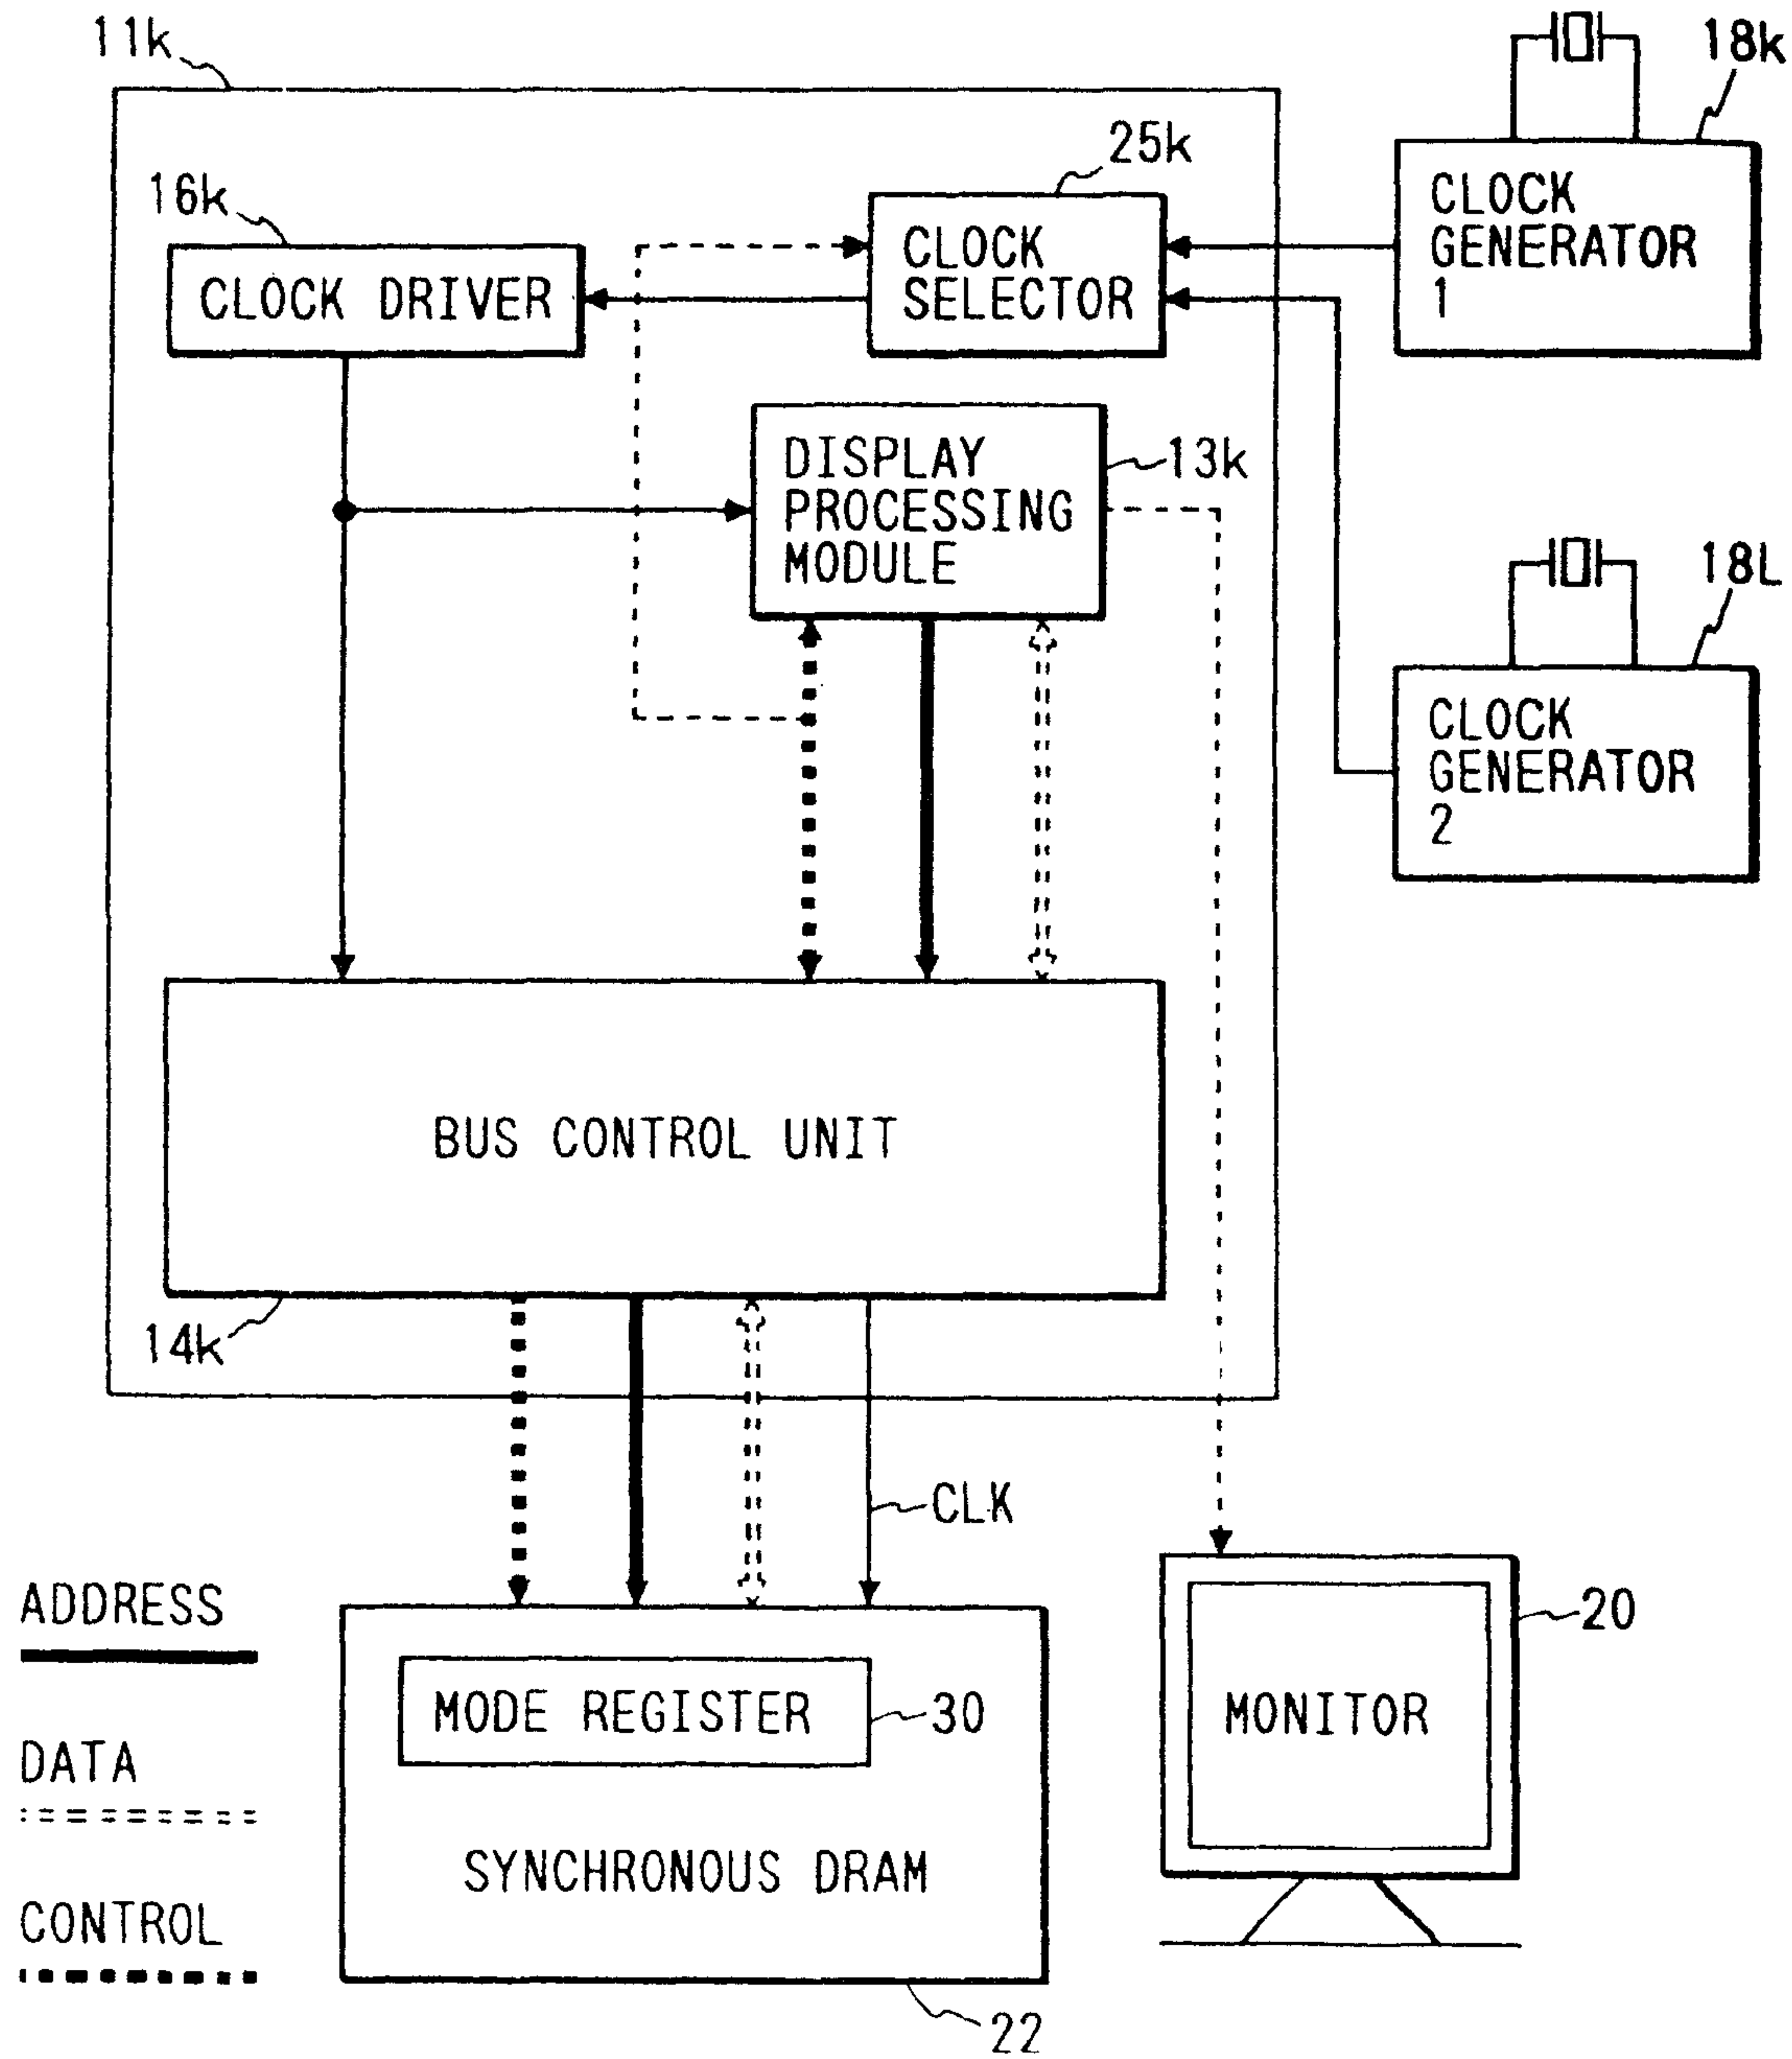 11k
18k
25k
16k
CLOCK
GENERATOR
1
CLOCK
SELECTOR
CLOCK DRIVER
DISPLAY
PROCESSING
MODULE
13k
18L
CLOCK
GENERATOR
2
BUS CONTROL UNIT
14k
CLK
ADDRESS
DATA
CONTROL
MODE REGISTER
30
SYNCHRONOUS DRAM
22
20
MONITOR